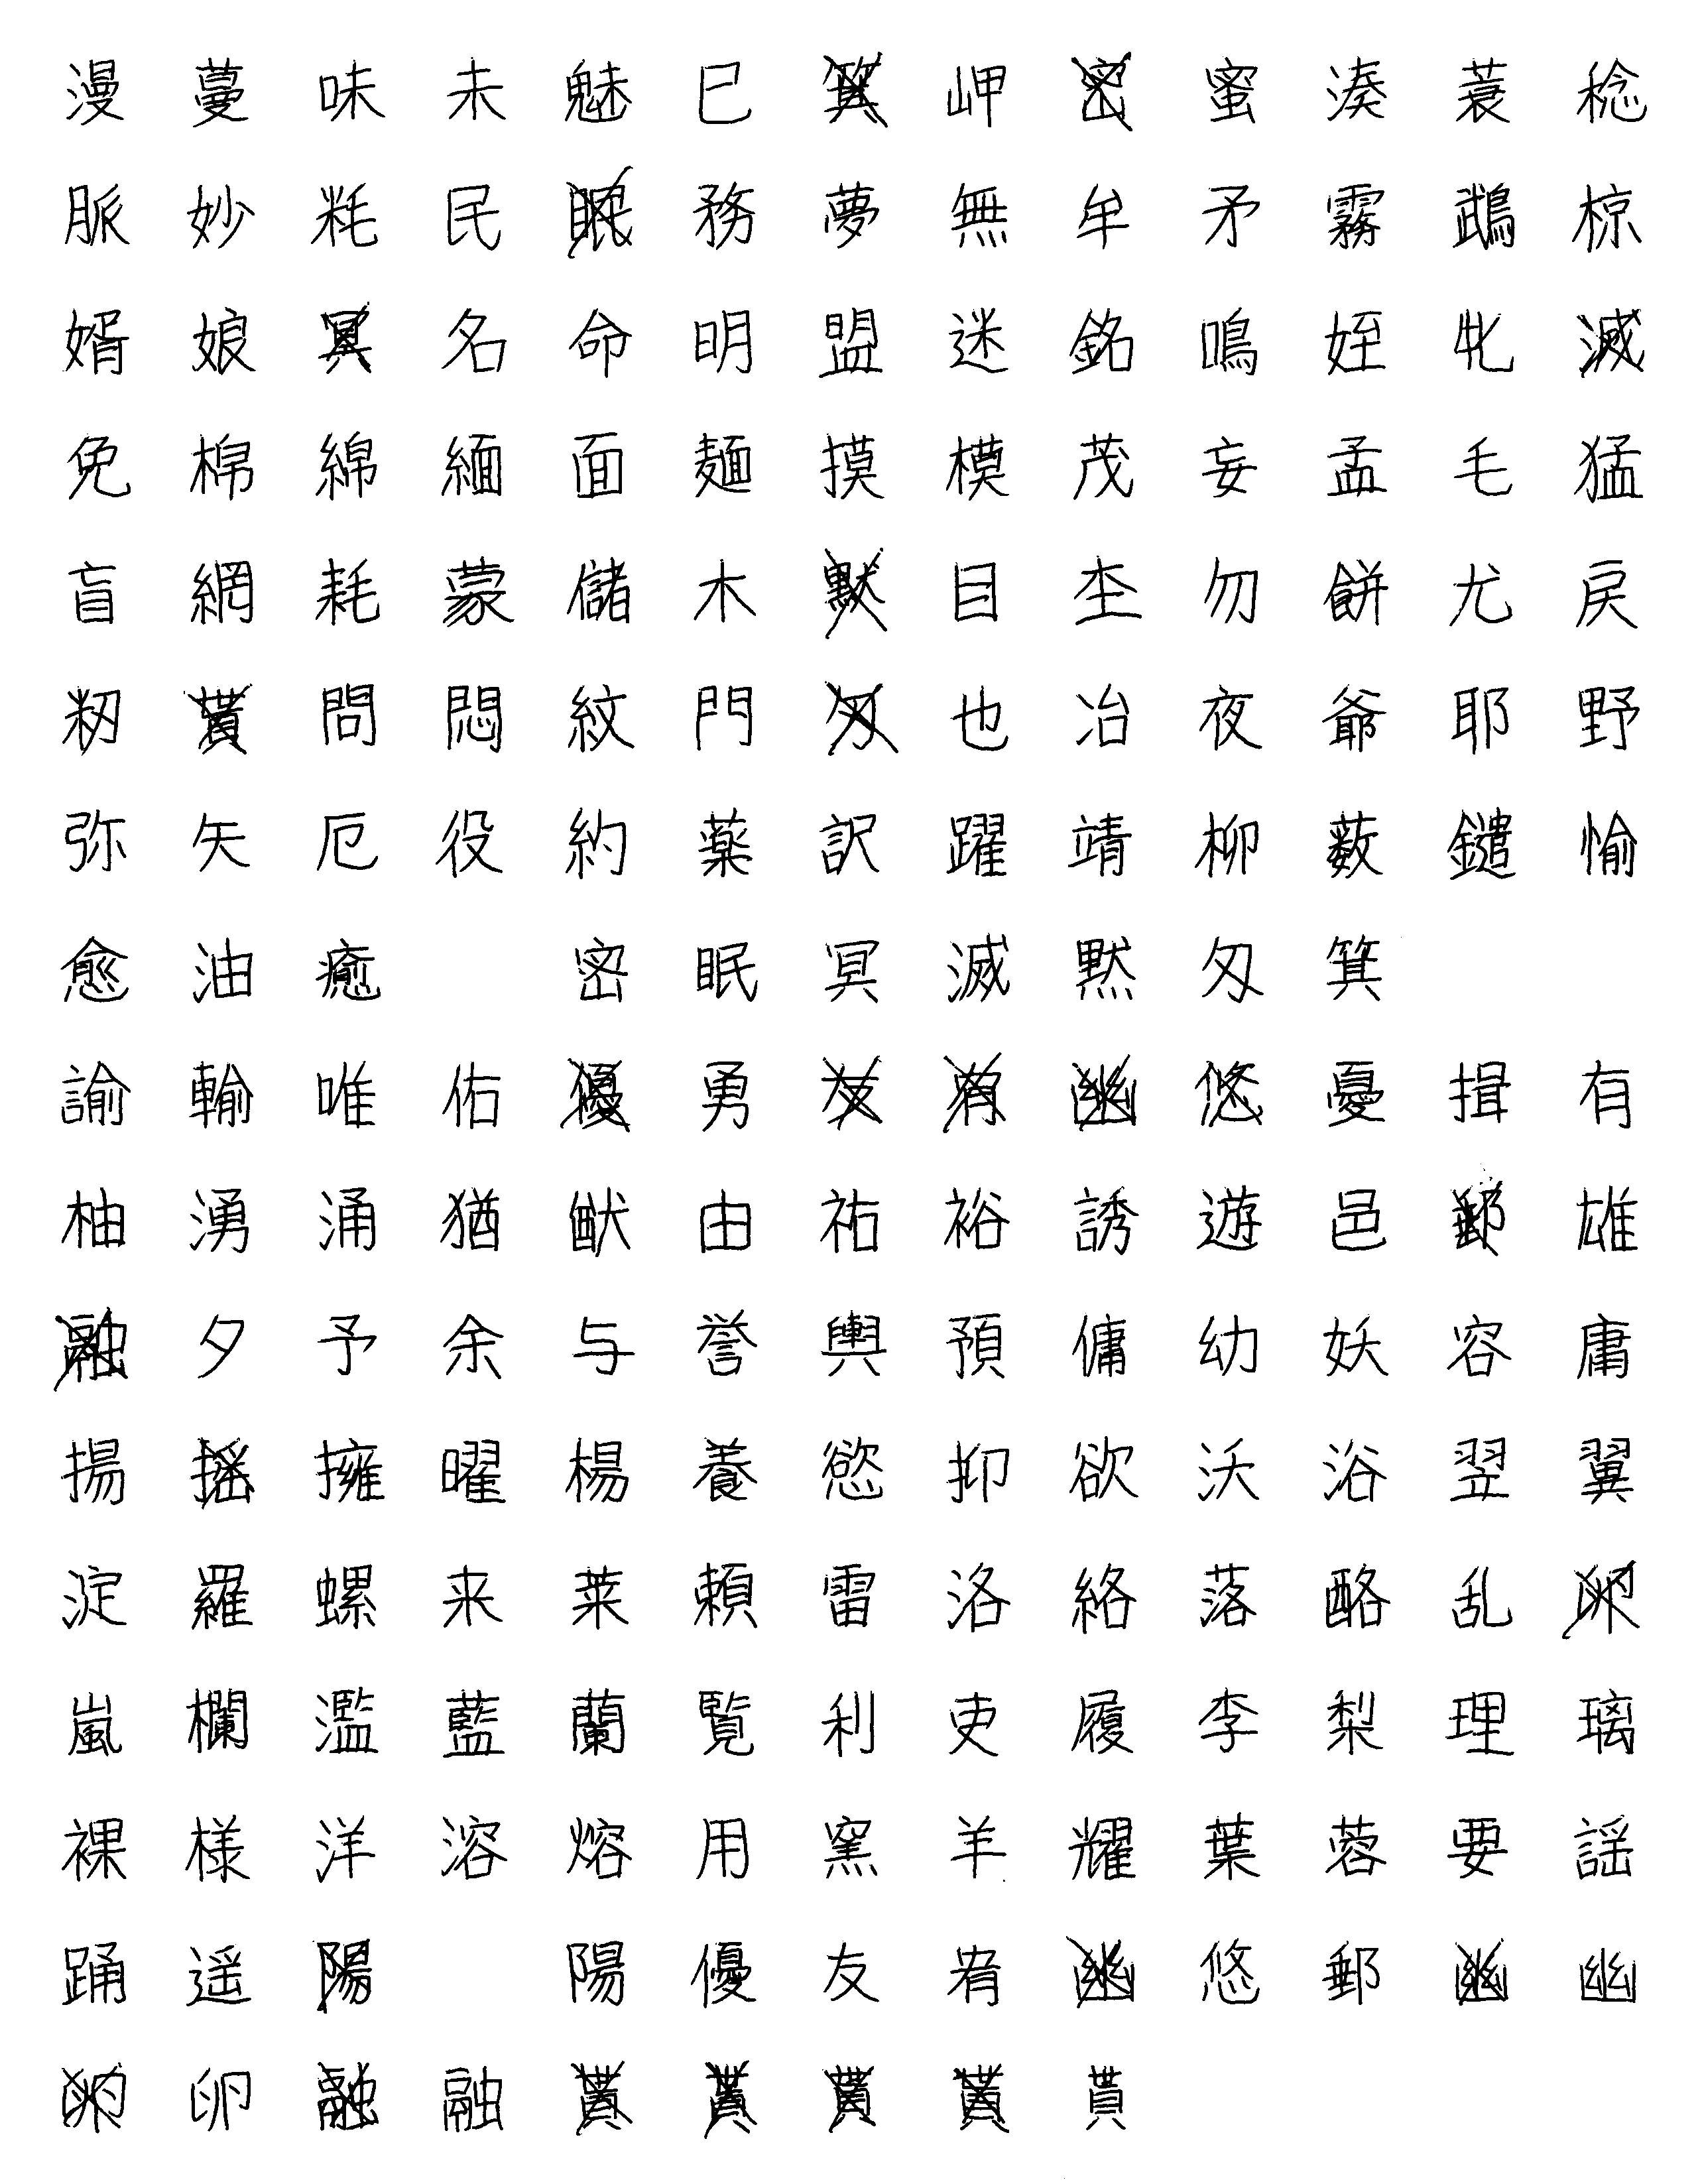 漫 蔓 味 未 魅 巳 箕 岬 密 蜜 湊 蓑 稔
脈 妙 粍 民 眠 務 夢 無 牟 矛 霧 鵡 椋
婿 娘 冥 名 命 明 盟 迷 銘 鳴 姪 牝 滅
免 棉 綿 緬 面 麺 摸 模 茂 妄 孟 毛 猛
盲 網 耗 蒙 儲 木 黙 目 杢 勿 餅 尤 戻
籾 貰 問 悶 紋 門 匁 也 冶 夜 爺 耶 野
弥 矢 厄 役 約 薬 訳 躍 靖 柳 薮 鑓 愉
愈 油 癒 密 眠 冥 滅 黙 匁 箕
諭 輸 唯 佑 優 勇 友 宥 幽 悠 憂 揖 有
柚 湧 涌 猶 猷 由 祐 裕 誘 遊 邑 郵 雄
融 夕 予 余 与 誉 輿 預 傭 幼 妖 容 庸
揚 揺 擁 曜 楊 養 慾 抑 欲 沃 浴 翌 翼
淀 羅 螺 来 莱 頼 雷 洛 絡 落 酪 乱 卵
嵐 欄 濫 藍 蘭 覧 利 吏 履 李 梨 理 璃
裸 様 洋 溶 熔 用 窯 羊 耀 葉 蓉 要 謡
踊 遥 陽 陽 優 友 宥 幽 悠 郵 幽 幽
卵 卵 融 融 貰 貰 貰 貰 貰